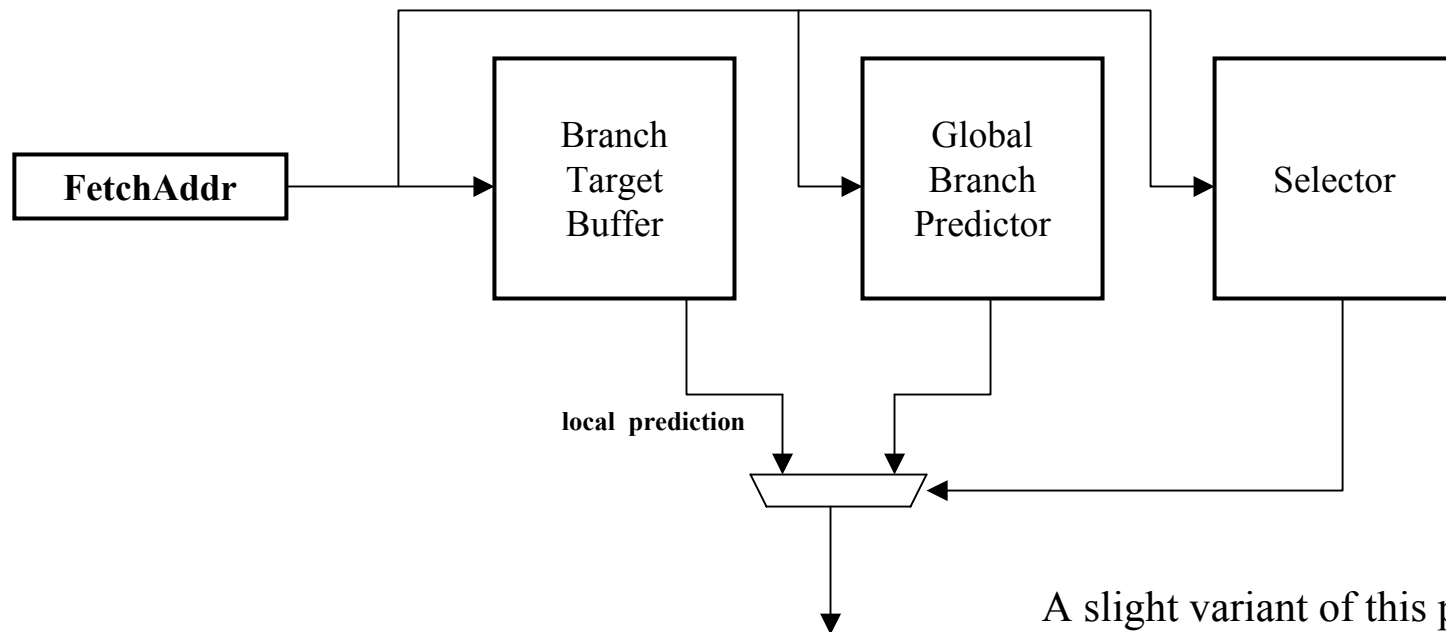 FetchAddr
Branch
Target
Buffer
Global
Branch
Predictor
Selector
local prediction
A slight variant of this